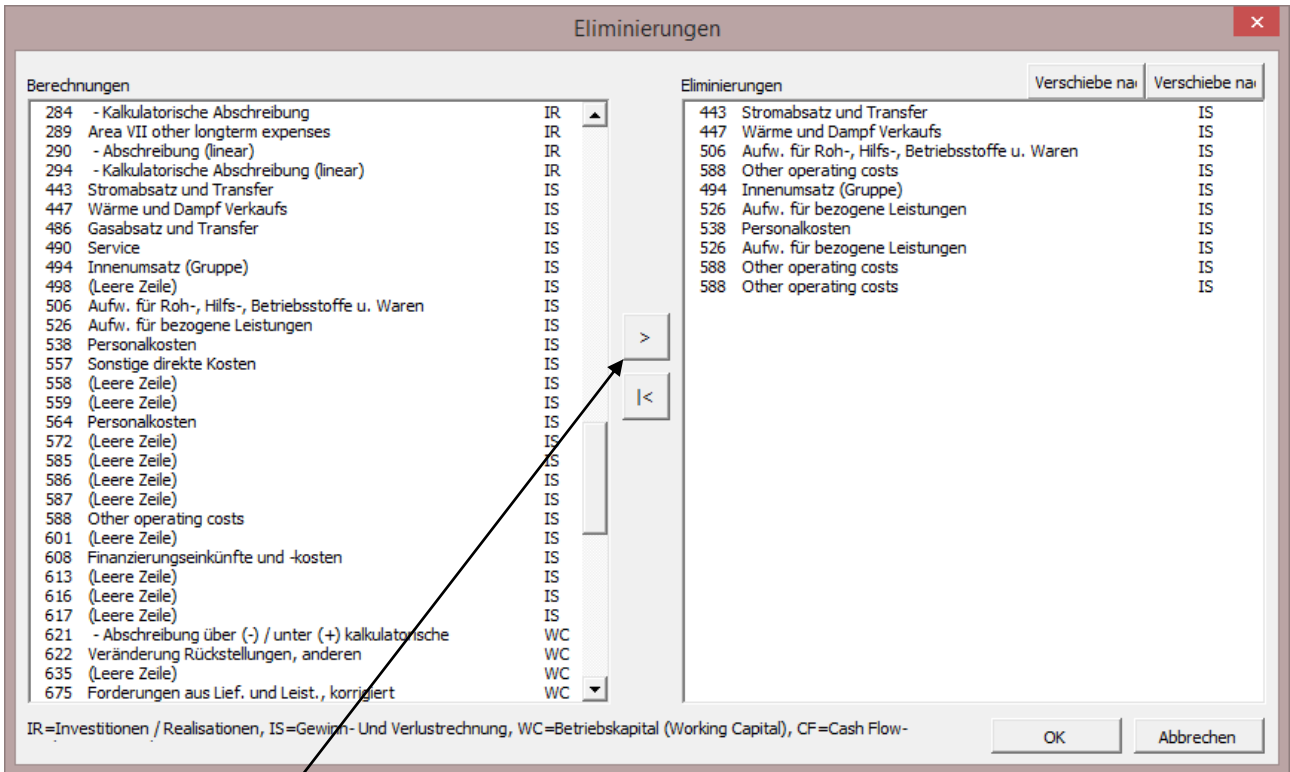 Eliminierungen
Berechnungen
284 - Kalkulatorische Abschreibung IR
289 Area VII other longterm expenses IR
290 - Abschreibung (linear) IR
294 - Kalkulatorische Abschreibung (linear) IR
443 Stromabsatz und Transfer IS
447 Wärme und Dampf Verkaufs IS
486 Gasabsatz und Transfer IS
490 Service IS
494 Innenumsatz (Gruppe) IS
498 (Leere Zeile) IS
506 Aufw. für Roh-, Hilfs-, Betriebsstoffe u. Waren IS
526 Aufw. für bezogene Leistungen IS
538 Personalkosten IS
557 Sonstige direkte Kosten IS
558 (Leere Zeile) IS
559 (Leere Zeile) IS
564 Personalkosten IS
572 (Leere Zeile) IS
585 (Leere Zeile) IS
586 (Leere Zeile) IS
587 (Leere Zeile) IS
588 Other operating costs IS
601 (Leere Zeile) IS
608 Finanzierungseinkünfte und -kosten IS
613 (Leere Zeile) IS
616 (Leere Zeile) IS
617 (Leere Zeile) IS
621 - Abschreibung über (-) / unter (+) kalkulatorische WC
622 Veränderung Rückstellungen, anderen WC
635 (Leere Zeile) WC
675 Forderungen aus Lief. und Leist., korrigiert WC
>
|<
Eliminierungen
Verschiebe na
Verschiebe na
443 Stromabsatz und Transfer IS
447 Wärme und Dampf Verkaufs IS
506 Aufw. für Roh-, Hilfs-, Betriebsstoffe u. Waren IS
588 Other operating costs IS
494 Innenumsatz (Gruppe) IS
526 Aufw. für bezogene Leistungen IS
538 Personalkosten IS
526 Aufw. für bezogene Leistungen IS
588 Other operating costs IS
588 Other operating costs IS
IR=Investitionen / Realisationen, IS=Gewinn- Und Verlustrechnung, WC=Betriebskapital (Working Capital), CF=Cash Flow-
OK
Abbrechen